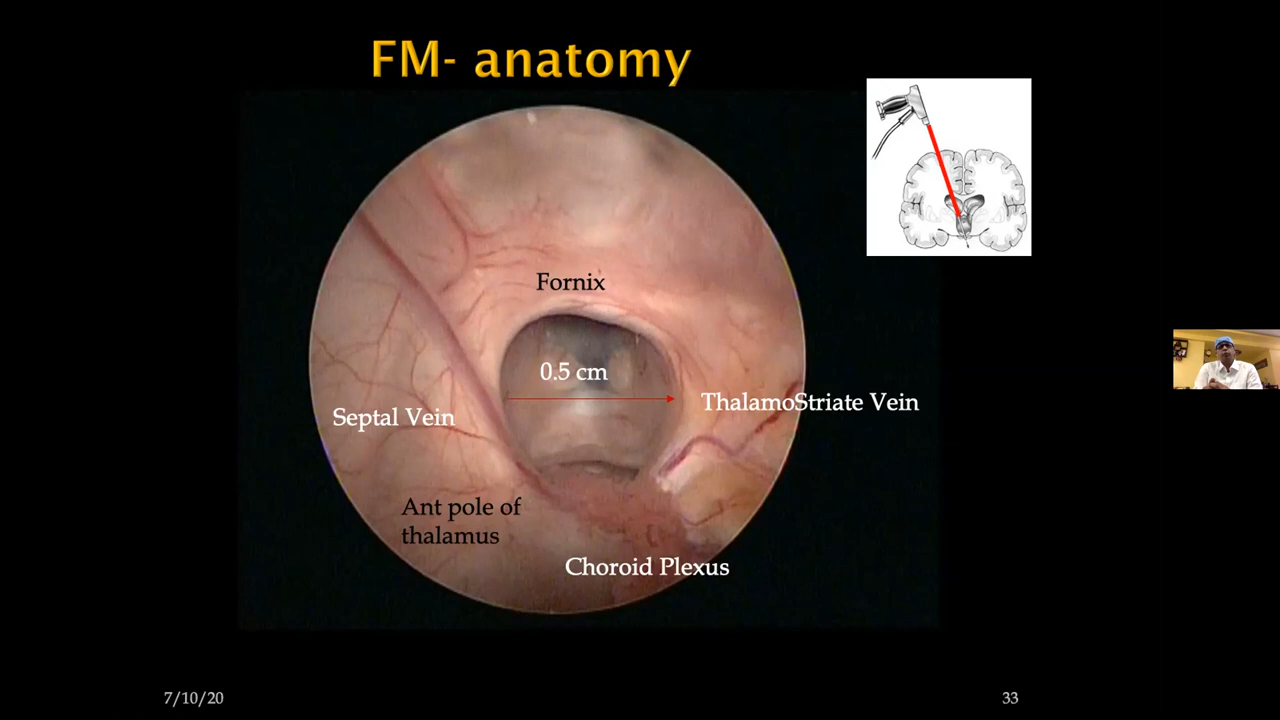 FM- anatomy
Fornix
0.5 cm
ThalamoStriate Vein
Septal Vein
Ant pole of
thalamus
Choroid Plexus
7/10/20
33